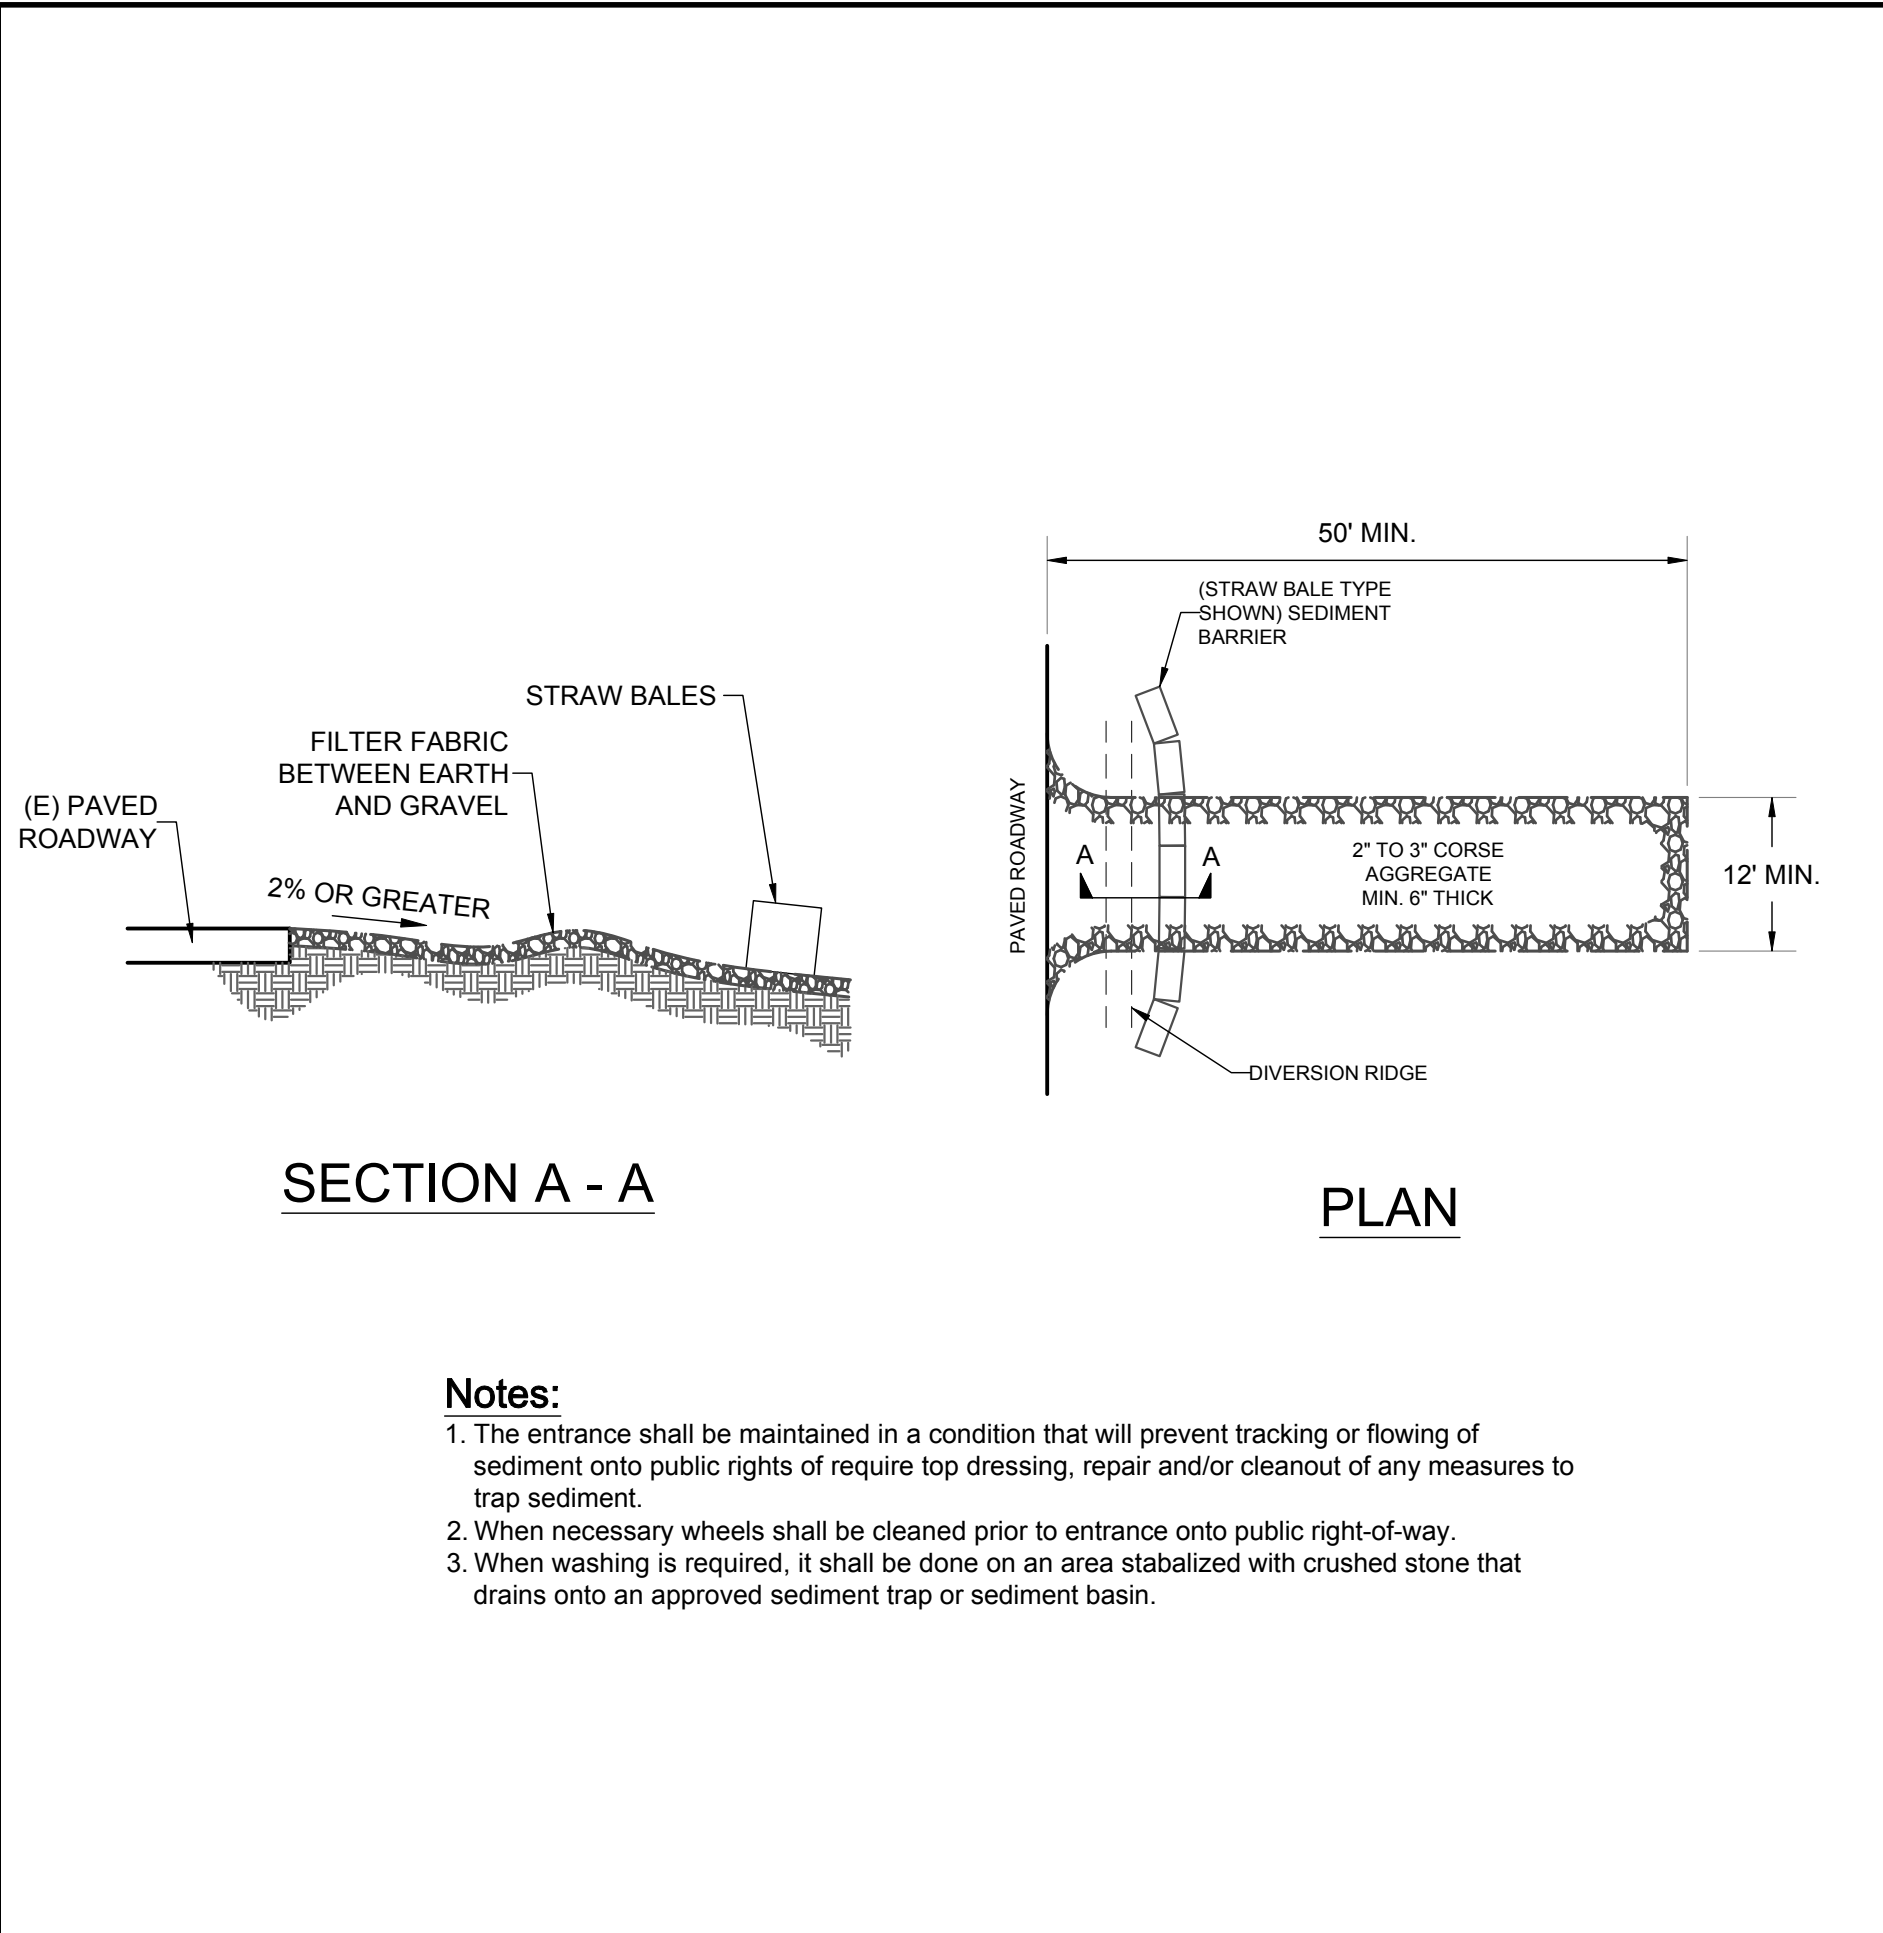 STRAW BALES
FILTER FABRIC
BETWEEN EARTH
AND GRAVEL
(E) PAVED
ROADWAY
2% OR GREATER
SECTION A - A
50' MIN.
(STRAW BALE TYPE
SHOWN) SEDIMENT
BARRIER
PAVED ROADWAY
A
A
2" TO 3" CORSE
AGGREGATE
MIN. 6" THICK
12' MIN.
DIVERSION RIDGE
PLAN
Notes:
1. The entrance shall be maintained in a condition that will prevent tracking or flowing of
sediment onto public rights of require top dressing, repair and/or cleanout of any measures to
trap sediment.
2. When necessary wheels shall be cleaned prior to entrance onto public right-of-way.
3. When washing is required, it shall be done on an area stabalized with crushed stone that
drains onto an approved sediment trap or sediment basin.